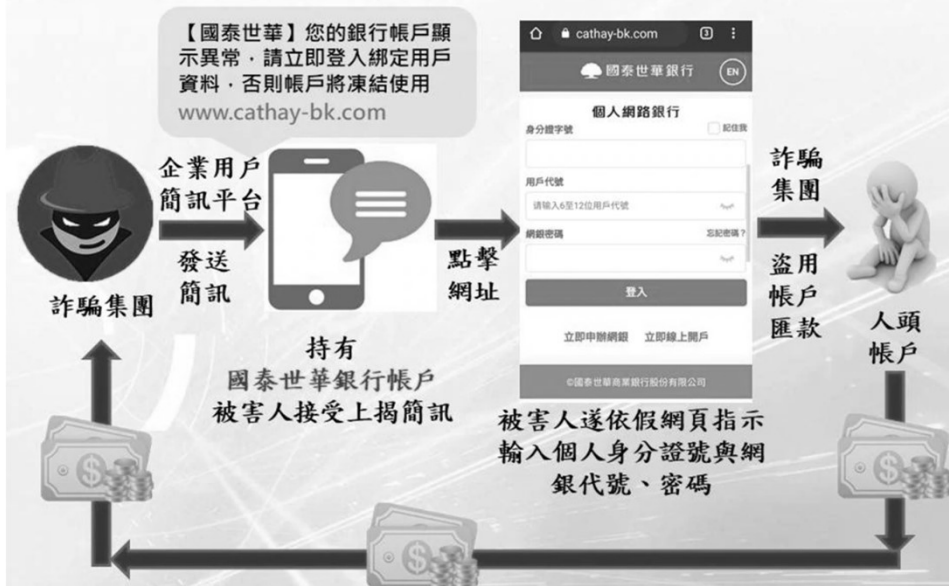 【國泰世華】您的銀行帳戶顯
示異常，請立即登入綁定用戶
資料，否則帳戶將凍結使用
www.cathay-bk.com
企業用戶
簡訊平台
發送
簡訊
詐騙集團
持有
國泰世華銀行帳戶
被害人接受上揭簡訊
點擊
網址
cathay-bk.com
3
國泰世華銀行
EN
個人網路銀行
身分證字號
記住我
用戶代號
请输入6至12位用戶代號
網銀密碼
忘記密碼？
登入
立即申辦網銀 立即線上開戶
©國泰世華商業銀行股份有限公司
被害人遂依假網頁指示
輸入個人身分證號與網
銀代號、密碼
詐騙
集團
盜用
帳戶
匯款
人頭
帳戶